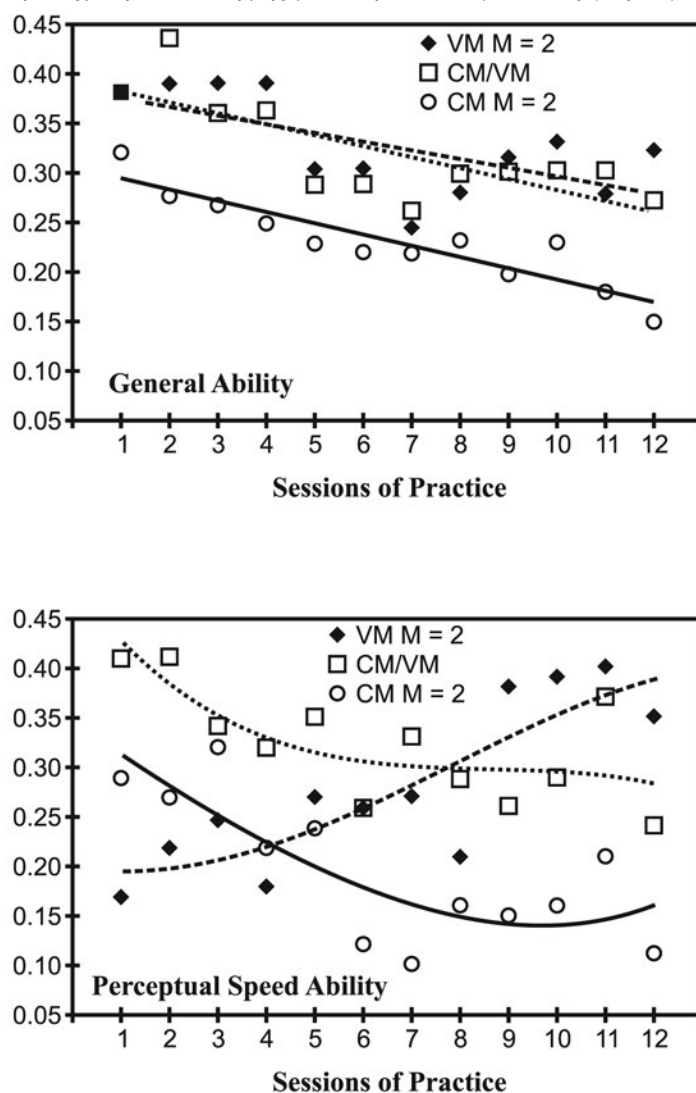 0.45
0.40
0.35
0.30
0.25
0.20
0.15
0.10
0.05
VM M = 2
CM/VM
CM M = 2
General Ability
1 2 3 4 5 6 7 8 9 10 11 12
Sessions of Practice
0.45
0.40
0.35
0.30
0.25
0.20
0.15
0.10
0.05
VM M = 2
CM/VM
CM M = 2
Perceptual Speed Ability
1 2 3 4 5 6 7 8 9 10 11 12
Sessions of Practice